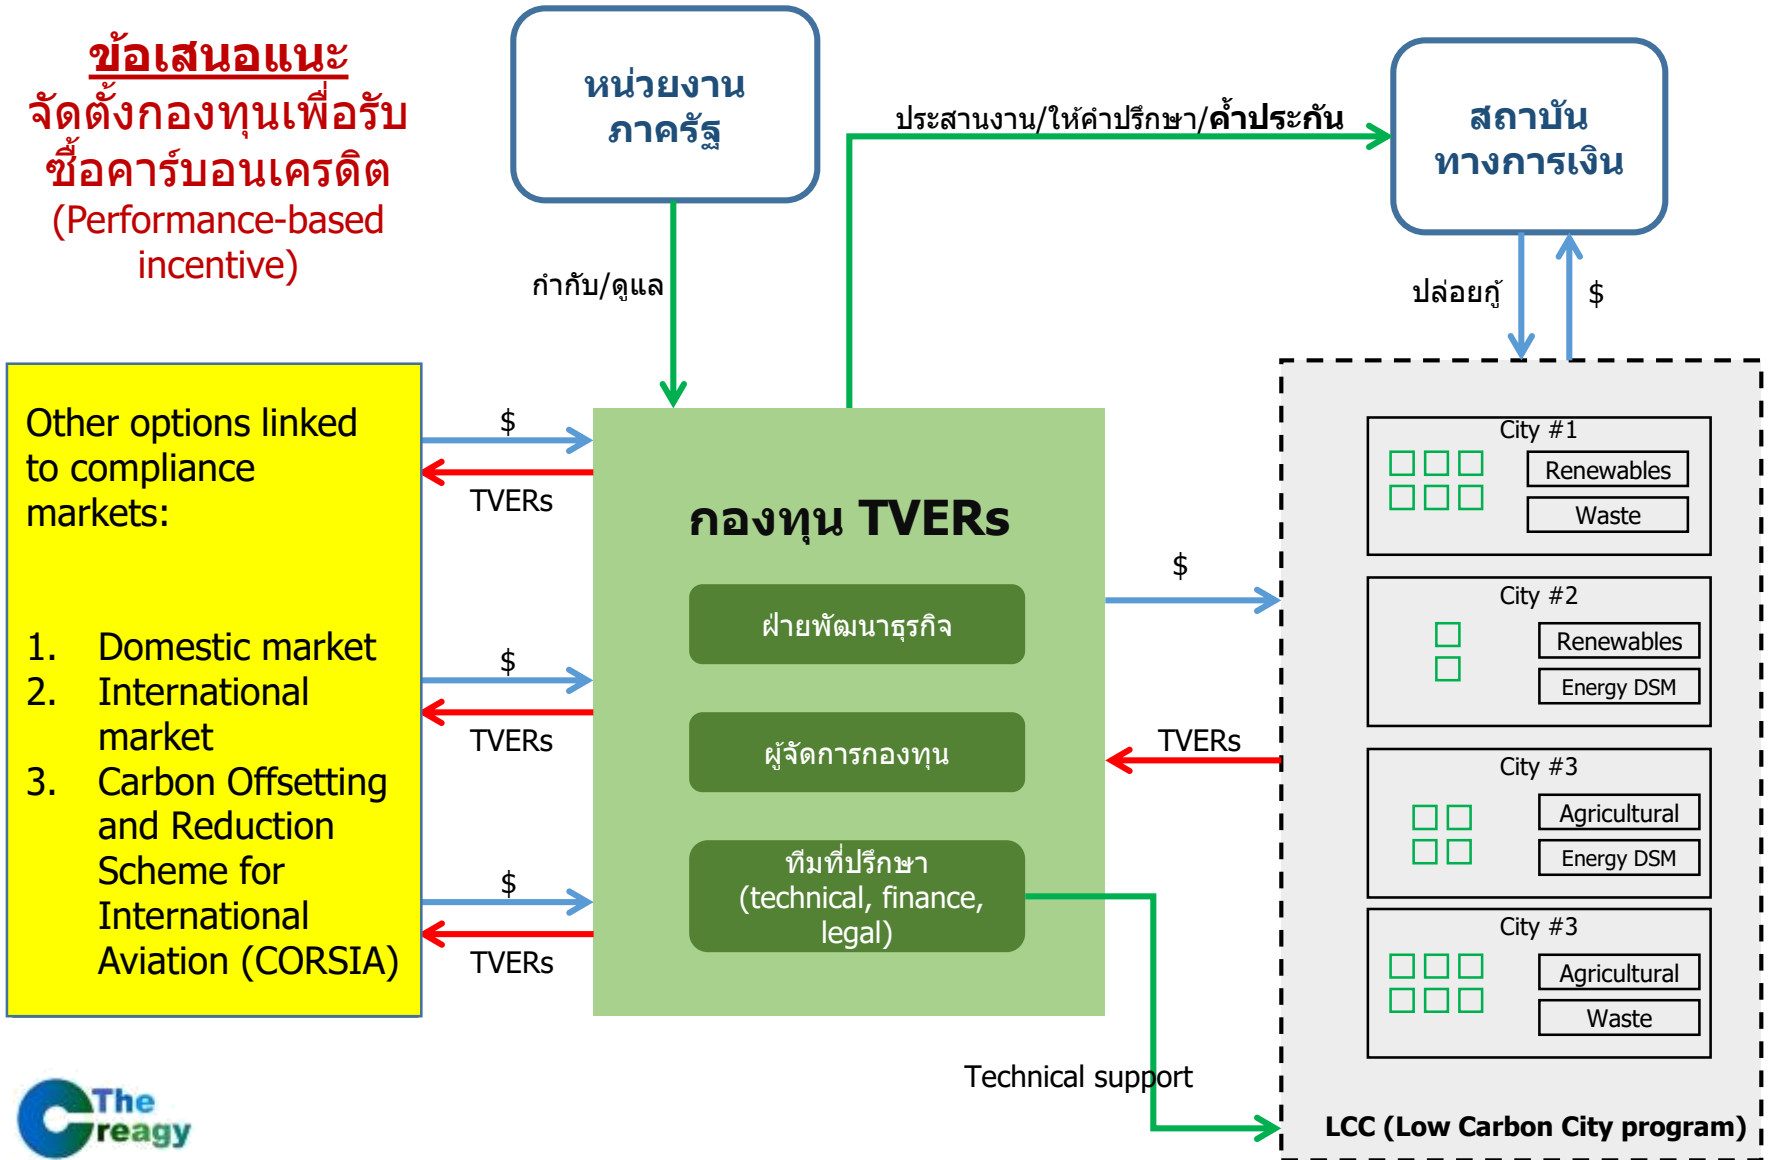 ข้อเสนอแนะ
จัดตั้งกองทุนเพื่อรับ
ซื้อคาร์บอนเครดิต
(Performance-based
incentive)
หน่วยงาน
ภาครัฐ
ประสานงาน/ให้คำปรึกษา/ค้ำประกัน
สถาบัน
ทางการเงิน
กำกับ/ดูแล
ปล่อยกู้
$
Other options linked
to compliance
markets:
1. Domestic market
2. International
market
3. Carbon Offsetting
and Reduction
Scheme for
International
Aviation (CORSIA)
$
TVERs
$
TVERs
$
TVERs
กองทุน TVERs
ฝ่ายพัฒนาธุรกิจ
ผู้จัดการกองทุน
ทีมที่ปรึกษา
(technical, finance,
legal)
$
TVERs
Technical support
City #1
Renewables
Waste
City #2
Renewables
Energy DSM
City #3
Agricultural
Energy DSM
City #3
Agricultural
Waste
LCC (Low Carbon City program)
The
Creagy